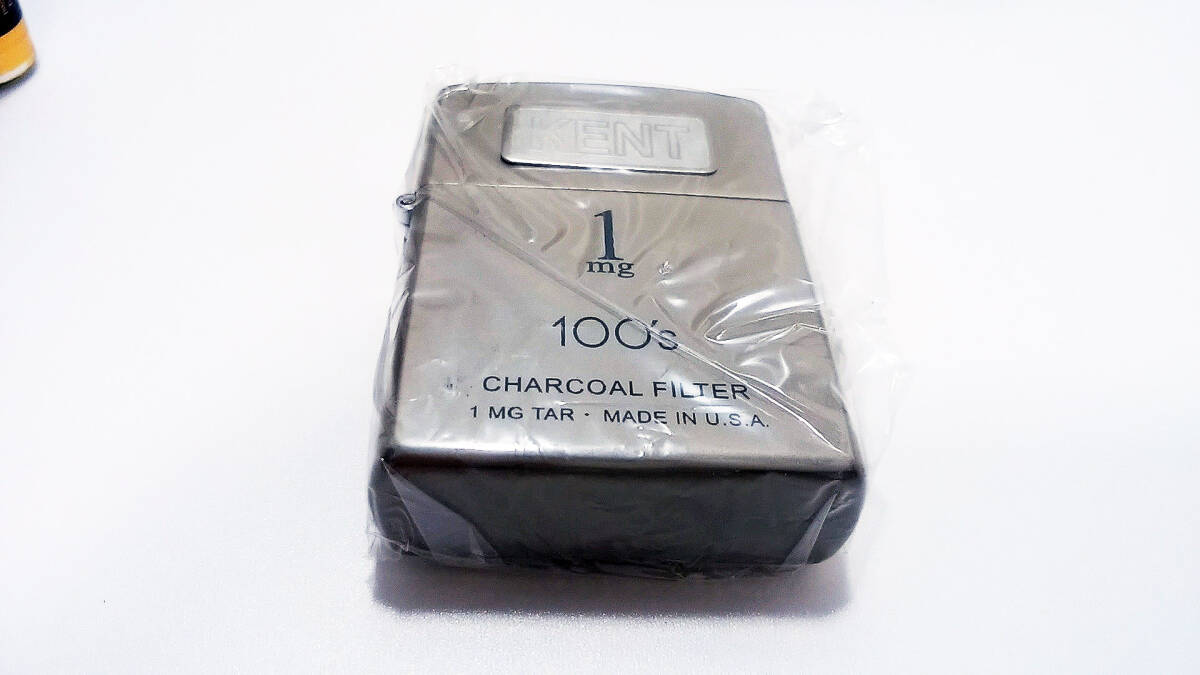 KENT
1
mg
100's
CHARCOAL FILTER
1 MG TAR · MADE IN U.S.A.